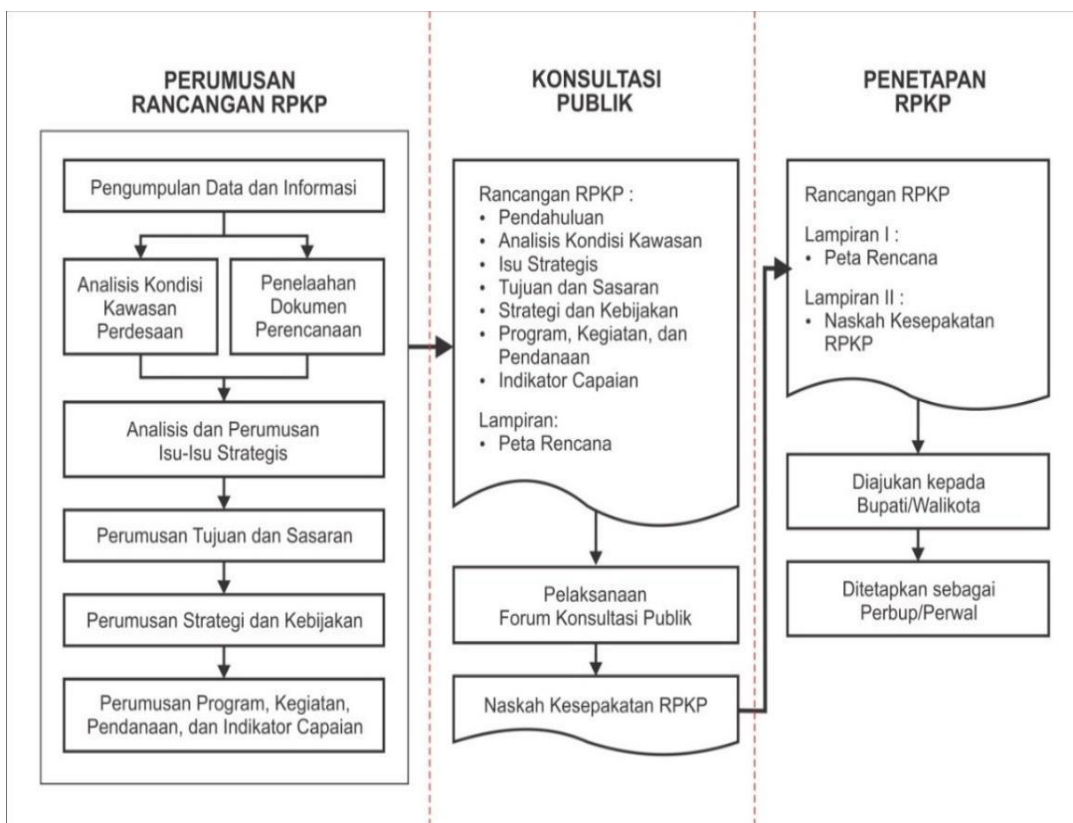 PERUMUSAN
RANCANGAN RPKP
Pengumpulan Data dan Informasi
Analisis Kondisi
Kawasan
Perdesaan
Penelaahan
Dokumen
Perencanaan
Analisis dan Perumusan
Isu-Isu Strategis
Perumusan Tujuan dan Sasaran
Perumusan Strategi dan Kebijakan
Perumusan Program, Kegiatan,
Pendanaan, dan Indikator Capaian
KONSULTASI
PUBLIK
Rancangan RPKP :
• Pendahuluan
• Analisis Kondisi Kawasan
• Isu Strategis
• Tujuan dan Sasaran
• Strategi dan Kebijakan
• Program, Kegiatan, dan
Pendanaan
• Indikator Capaian
Lampiran:
• Peta Rencana
Pelaksanaan
Forum Konsultasi Publik
Naskah Kesepakatan RPKP
PENETAPAN
RPKP
Rancangan RPKP
Lampiran I :
• Peta Rencana
Lampiran II :
• Naskah Kesepakatan
RPKP
Diajukan kepada
Bupati/Walikota
Ditetapkan sebagai
Perbup/Perwal